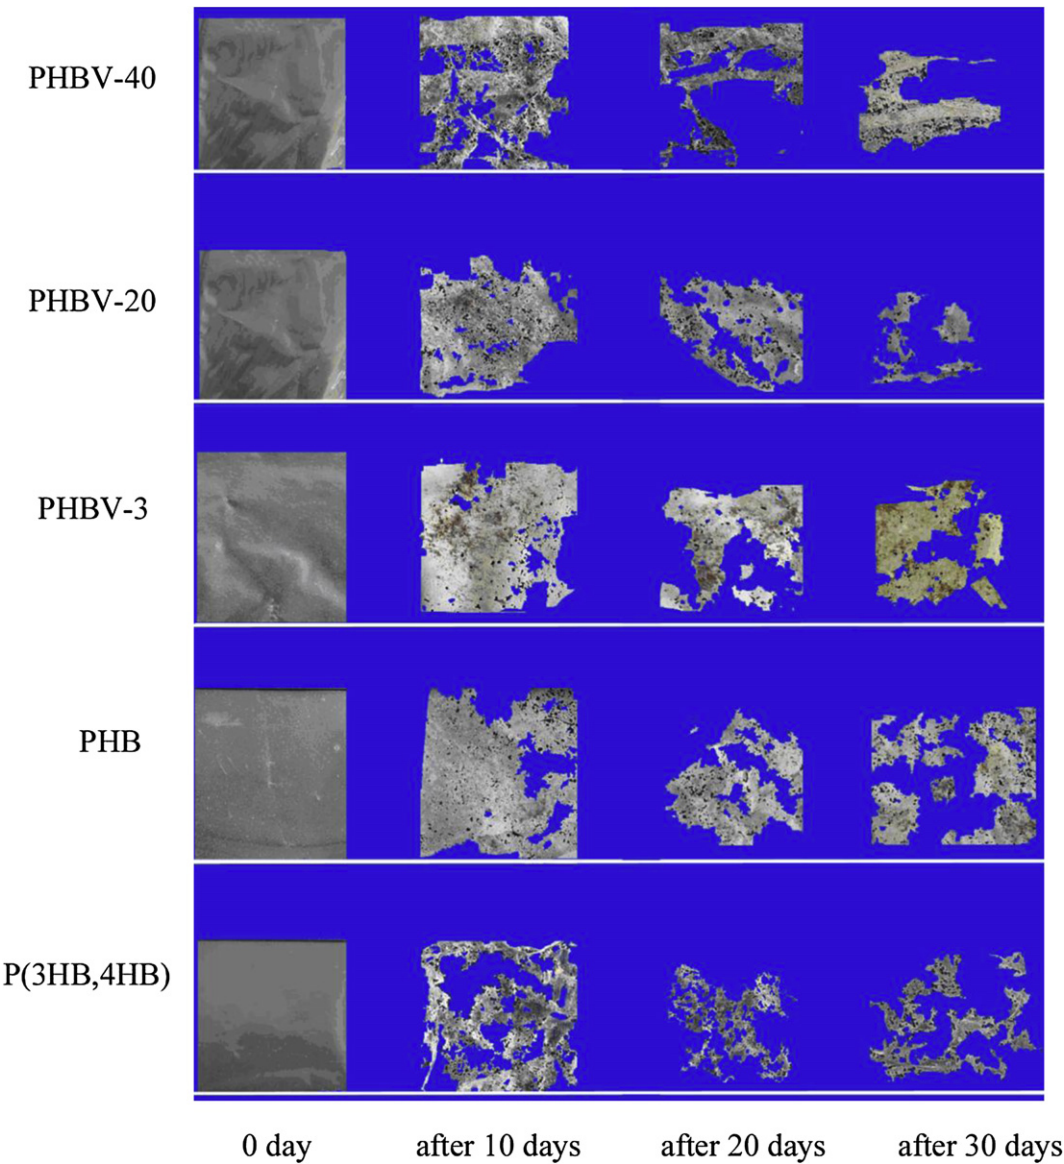 PHBV-40
PHBV-20
PHBV-3
PHB
P(3HB,4HB)
0 day after 10 days after 20 days after 30 days